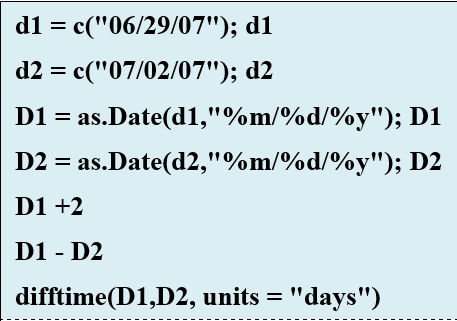 d1 = c("06/29/07"); d1
d2 = c("07/02/07"); d2
D1 = as.Date(d1,"%m/%d/%y"); D1
D2 = as.Date(d2,"%m/%d/%y"); D2
D1 +2
D1 - D2
difftime(D1,D2, units = "days")